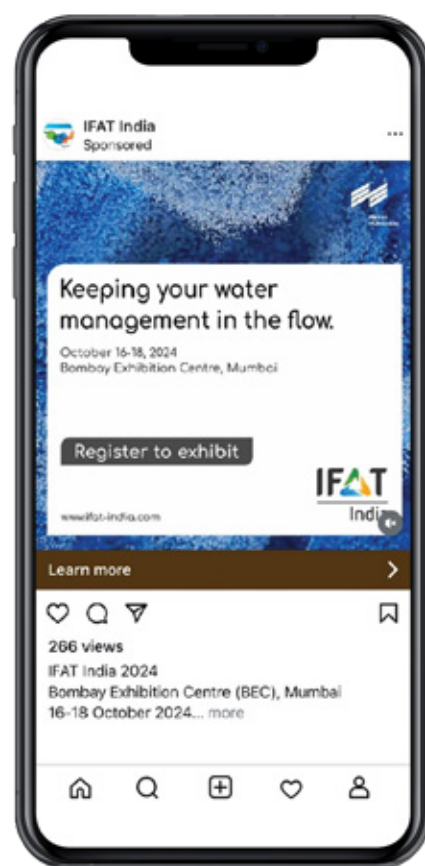 IFAT India
Sponsored
Keeping your water
management in the flow.
October 16-18, 2024
Bombay Exhibition Centre, Mumbai
Register to exhibit
IFAT
India
www.ifat-india.com
Learn more
266 views
IFAT India 2024
Bombay Exhibition Centre (BEC), Mumbai
16-18 October 2024... more